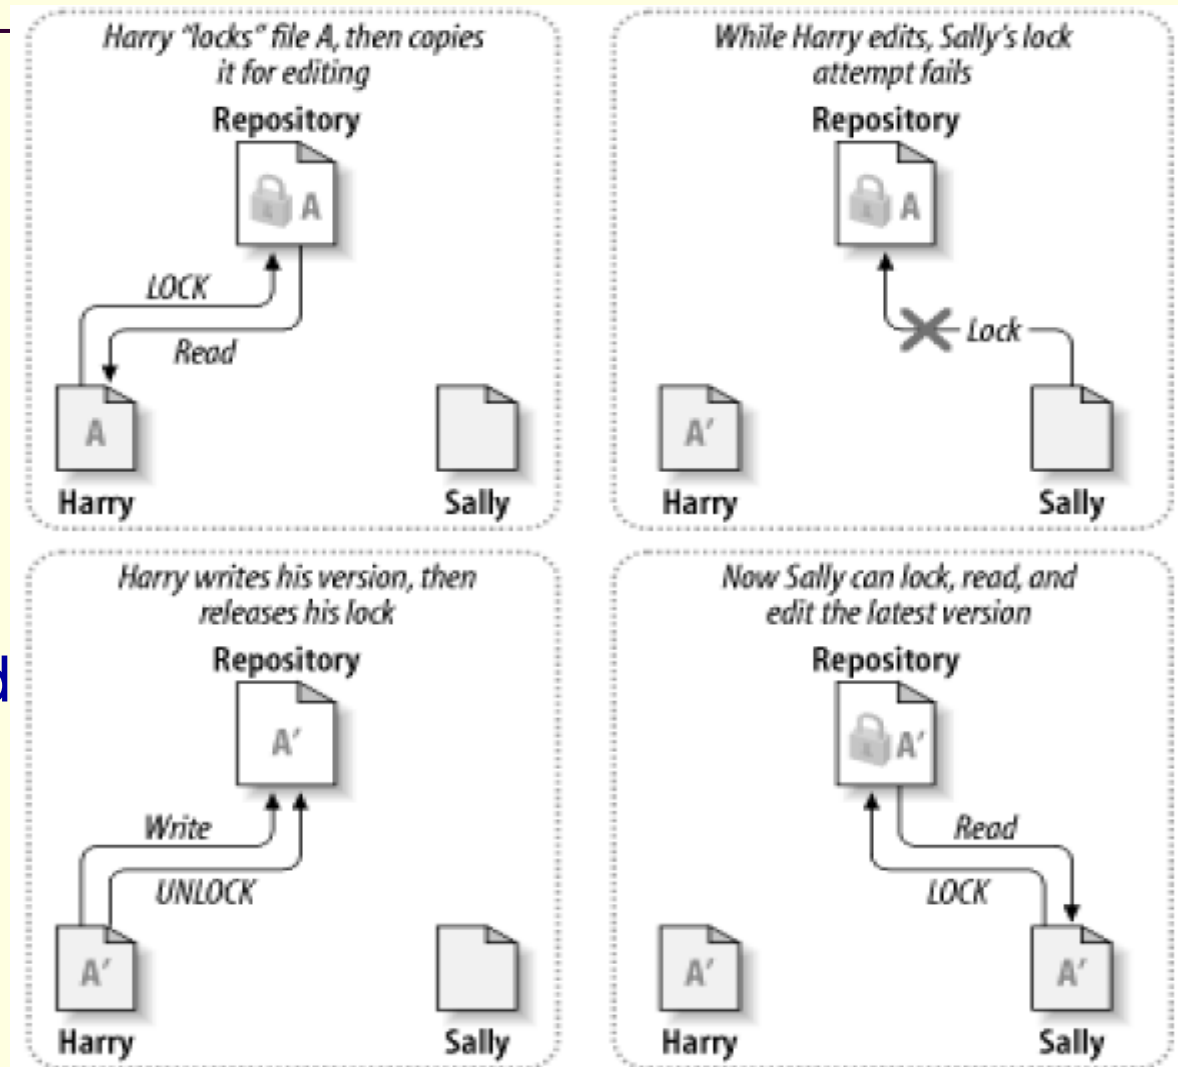 Harry “locks” file A, then copies
it for editing
Repository
A
LOCK
Read
A
Harry
Sally
While Harry edits, Sally’s lock
attempt fails
Repository
A
Lock
A′
Harry
Sally
Harry writes his version, then
releases his lock
Repository
A′
Write
UNLOCK
A′
Harry
Sally
Now Sally can lock, read, and
edit the latest version
Repository
A′
Read
LOCK
A′
A′
Harry
Sally